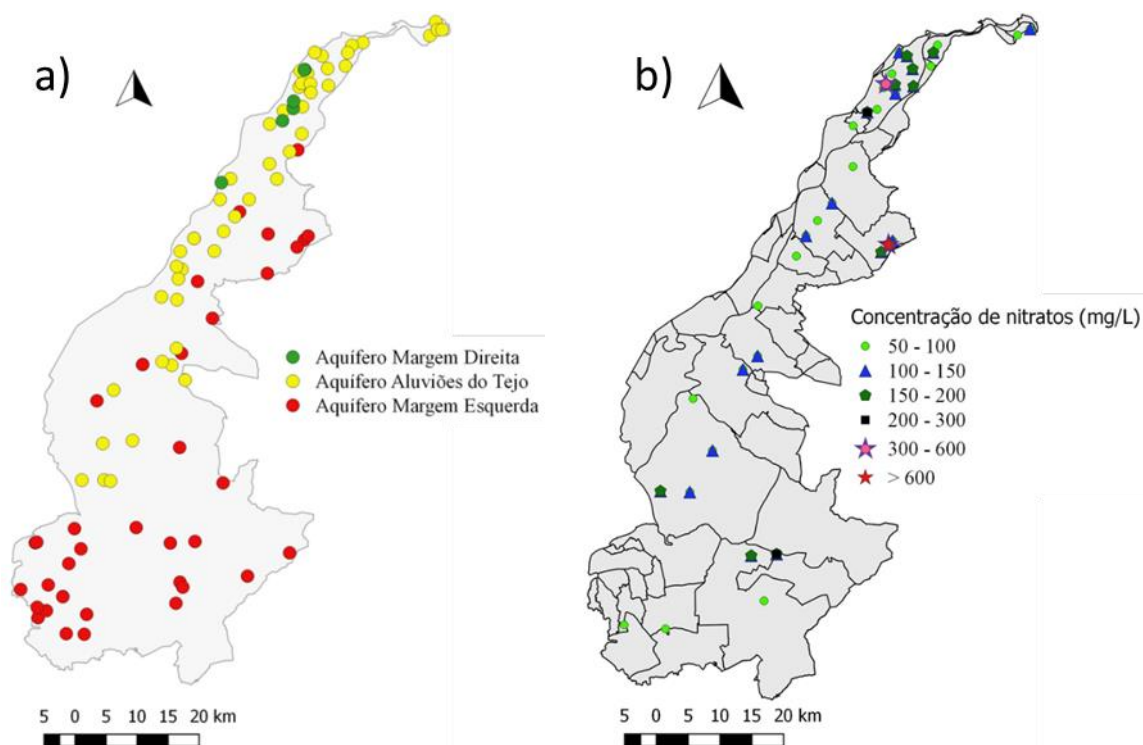 a)
Aquífero Margem Direita
Aquífero Aluviões do Tejo
Aquífero Margem Esquerda
5 0 5 10 15 20 km
b)
Concentração de nitratos (mg/L)
50 - 100
100 - 150
150 - 200
200 - 300
300 - 600
> 600
5 0 5 10 15 20 km